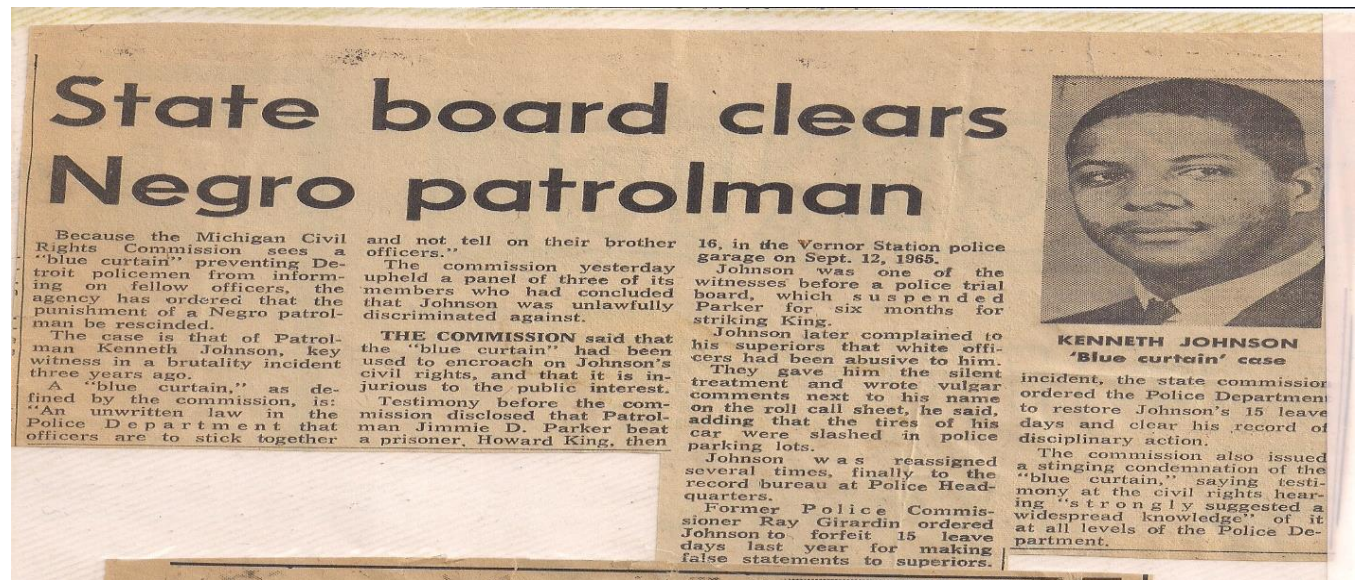 State board clears
Negro patrolman
Because the Michigan Civil
Rights Commission sees a
"blue curtain" preventing De-
troit policemen from inform-
ing on fellow officers, the
agency has ordered that the
punishment of a Negro patrol-
man be rescinded.
The case is that of Patrol-
man Kenneth Johnson, key
witness in a brutality incident
three years ago.
A "blue curtain," as de-
fined by the commission, is:
"An unwritten law in the
Police Department that
officers are to stick together
and not tell on their brother
officers."
The commission yesterday
upheld a panel of three of its
members who had concluded
that Johnson was unlawfully
discriminated against.
THE COMMISSION said that
the "blue curtain" had been
used to encroach on Johnson's
civil rights, and that it is in-
jurious to the public interest.
Testimony before the com-
mission disclosed that Patrol-
man Jimmie D. Parker beat
a prisoner, Howard King, then
16, in the Vernor Station police
garage on Sept. 12, 1965.
Johnson was one of the
witnesses before a police trial
board, which suspended
Parker for six months for
striking King.
Johnson later complained to
his superiors that white offi-
cers had been abusive to him.
They gave him the silent
treatment and wrote vulgar
comments next to his name
on the roll call sheet, he said,
adding that the tires of his
car were slashed in police
parking lots.
Johnson was reassigned
several times, finally to the
record bureau at Police Head-
quarters.
Former Police Commis-
sioner Ray Girardin ordered
Johnson to forfeit 15 leave
days last year for making
false statements to superiors.
KENNETH JOHNSON
'Blue curtain' case
incident, the state commission
ordered the Police Department
to restore Johnson's 15 leave
days and clear his record of
disciplinary action.
The commission also issued
a stinging condemnation of the
"blue curtain," saying testi-
mony at the civil rights hear-
ing "strongly suggested a
widespread knowledge" of it
at all levels of the Police De-
partment.